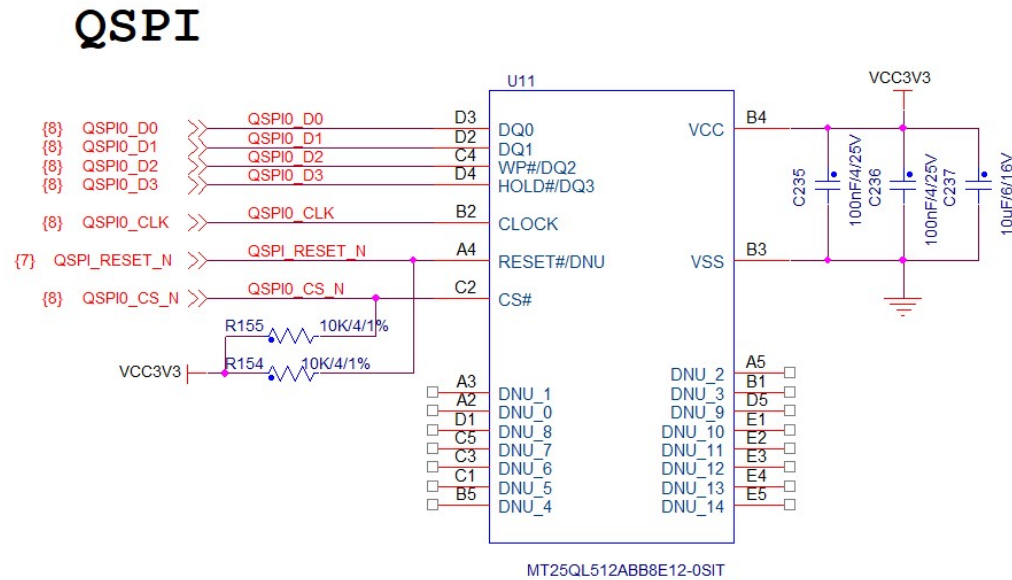 QSPI
U11
VCC3V3
{8} QSPI0_D0 QSPI0_D0 D3 DQ0 VCC B4
{8} QSPI0_D1 QSPI0_D1 D2 DQ1
{8} QSPI0_D2 QSPI0_D2 C4 WP#/DQ2
{8} QSPI0_D3 QSPI0_D3 D4 HOLD#/DQ3
C235 100nF/4/25V
C236 100nF/4/25V
C237 10uF/6/16V
{8} QSPI0_CLK QSPI0_CLK B2 CLOCK
{7} QSPI_RESET_N QSPI_RESET_N A4 RESET#/DNU VSS B3
{8} QSPI0_CS_N QSPI0_CS_N C2 CS#
R155 10K/4/1%
VCC3V3 R154 10K/4/1%
A3 DNU_1 DNU_2 A5
A2 DNU_0 DNU_3 B1
D1 DNU_8 DNU_9 D5
C5 DNU_7 DNU_10 E1
C3 DNU_6 DNU_11 E2
C1 DNU_5 DNU_12 E3
B5 DNU_4 DNU_13 E4
DNU_14 E5
MT25QL512ABB8E12-0SIT